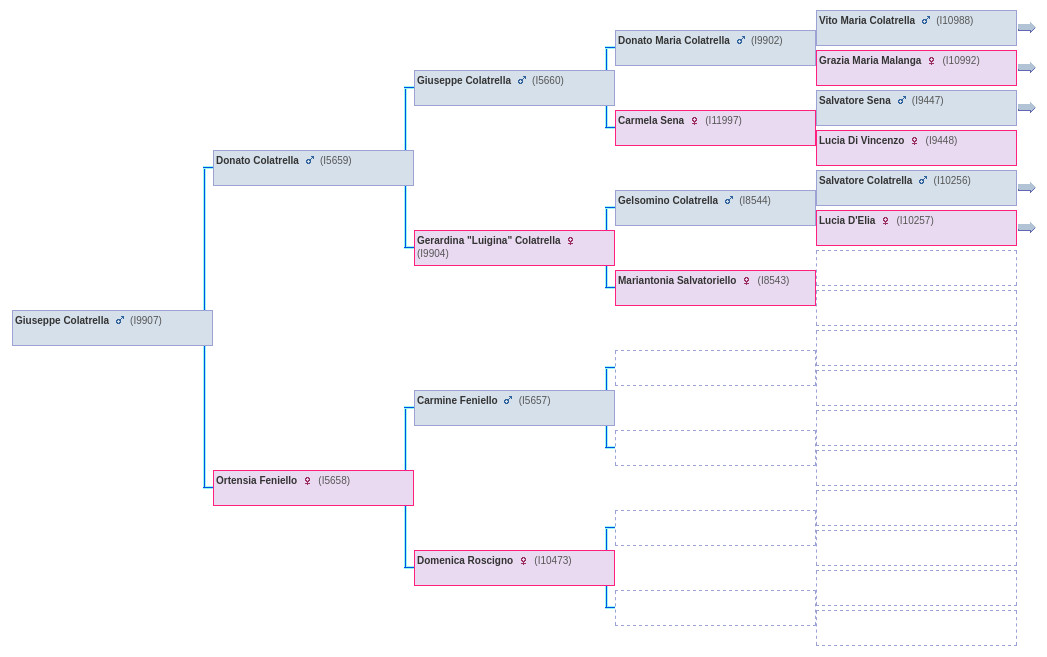 Vito Maria Colatrella ♂ (I10988)
Donato Maria Colatrella ♂ (I9902)
Grazia Maria Malanga ♀ (I10992)
Giuseppe Colatrella ♂ (I5660)
Salvatore Sena ♂ (I9447)
Carmela Sena ♀ (I11997)
Lucia Di Vincenzo ♀ (I9448)
Donato Colatrella ♂ (I5659)
Salvatore Colatrella ♂ (I10256)
Gelsomino Colatrella ♂ (I8544)
Lucia D'Elia ♀ (I10257)
Gerardina "Luigina" Colatrella ♀
(I9904)
Mariantonia Salvatoriello ♀ (I8543)
Giuseppe Colatrella ♂ (I9907)
Carmine Feniello ♂ (I5657)
Ortensia Feniello ♀ (I5658)
Domenica Roscigno ♀ (I10473)